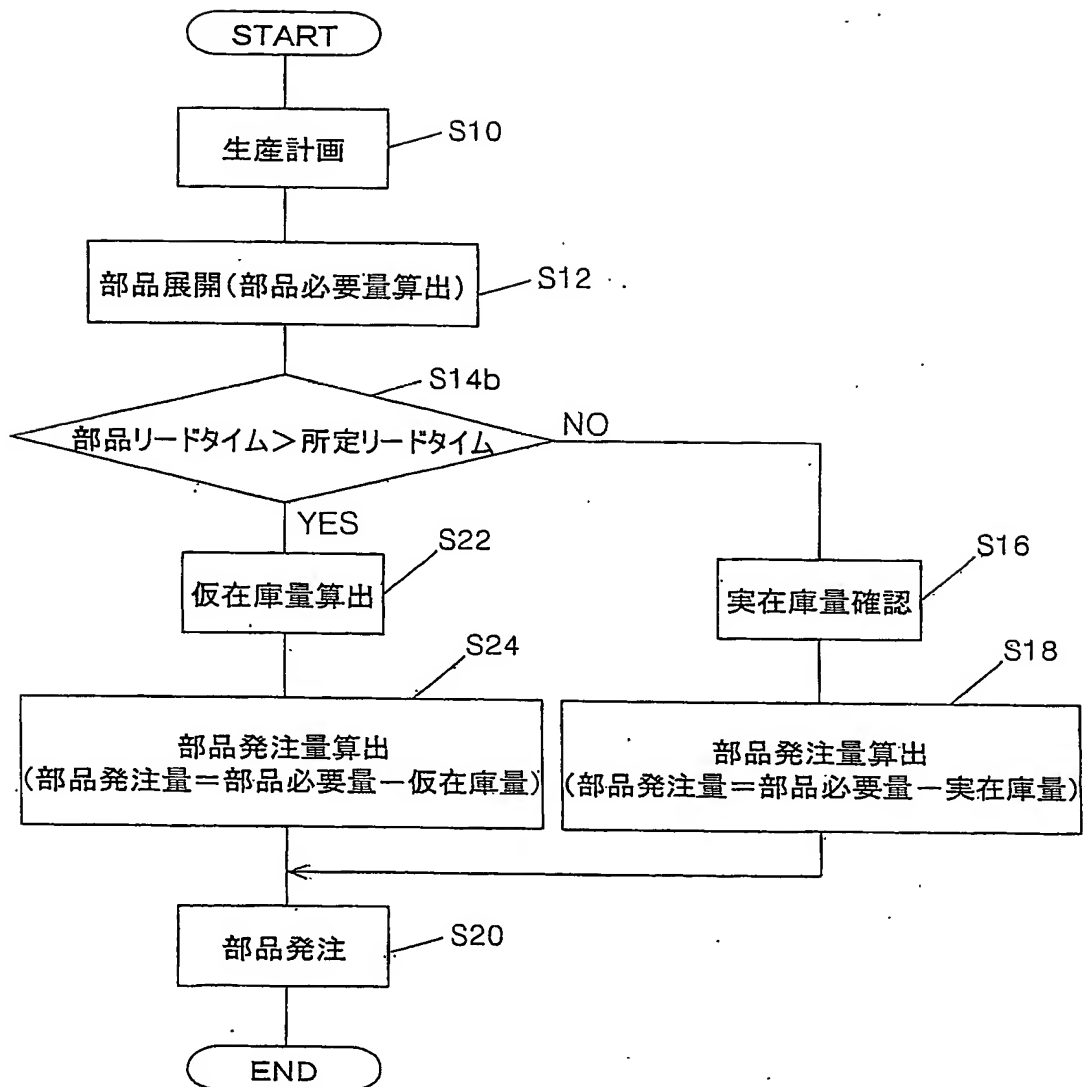 START
生産計画
S10
部品展開(部品必要量算出)
S12
S14b
部品リードタイム>所定リードタイム
NO
YES
S22
仮在庫量算出
S16
実在庫量確認
S24
部品発注量算出
(部品発注量=部品必要量-仮在庫量)
S18
部品発注量算出
(部品発注量=部品必要量-実在庫量)
部品発注
S20
END